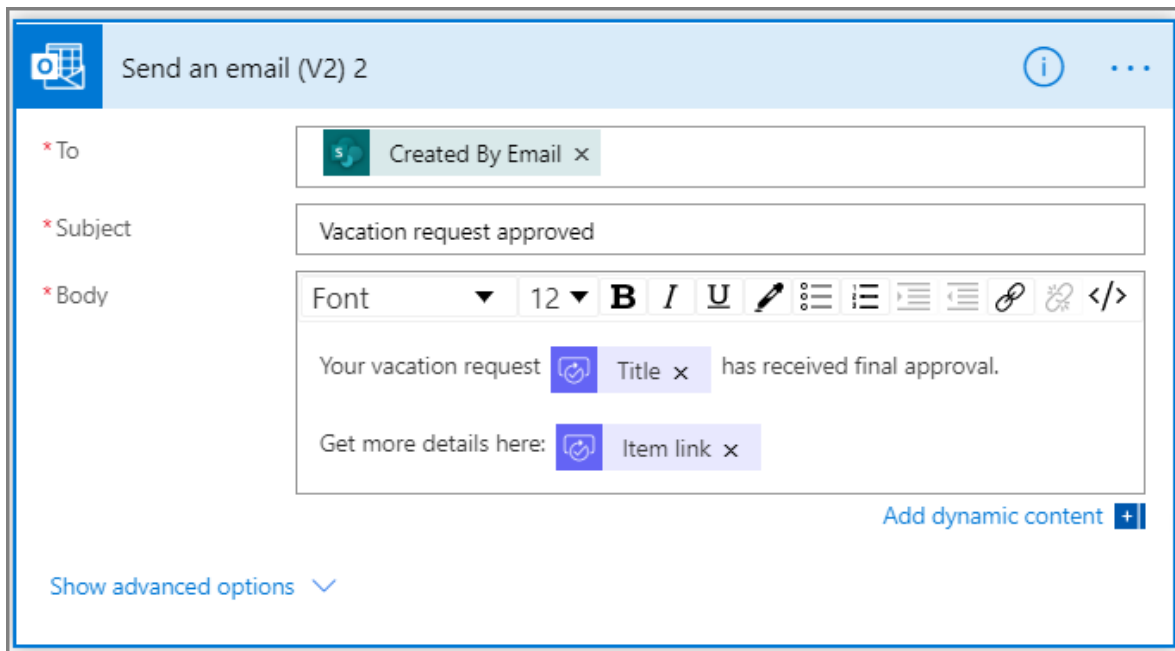 Send an email (V2) 2
* To
Created By Email ×
* Subject
Vacation request approved
* Body
Font 12 B I U </>
Your vacation request Title × has received final approval.
Get more details here: Item link ×
Add dynamic content +
Show advanced options